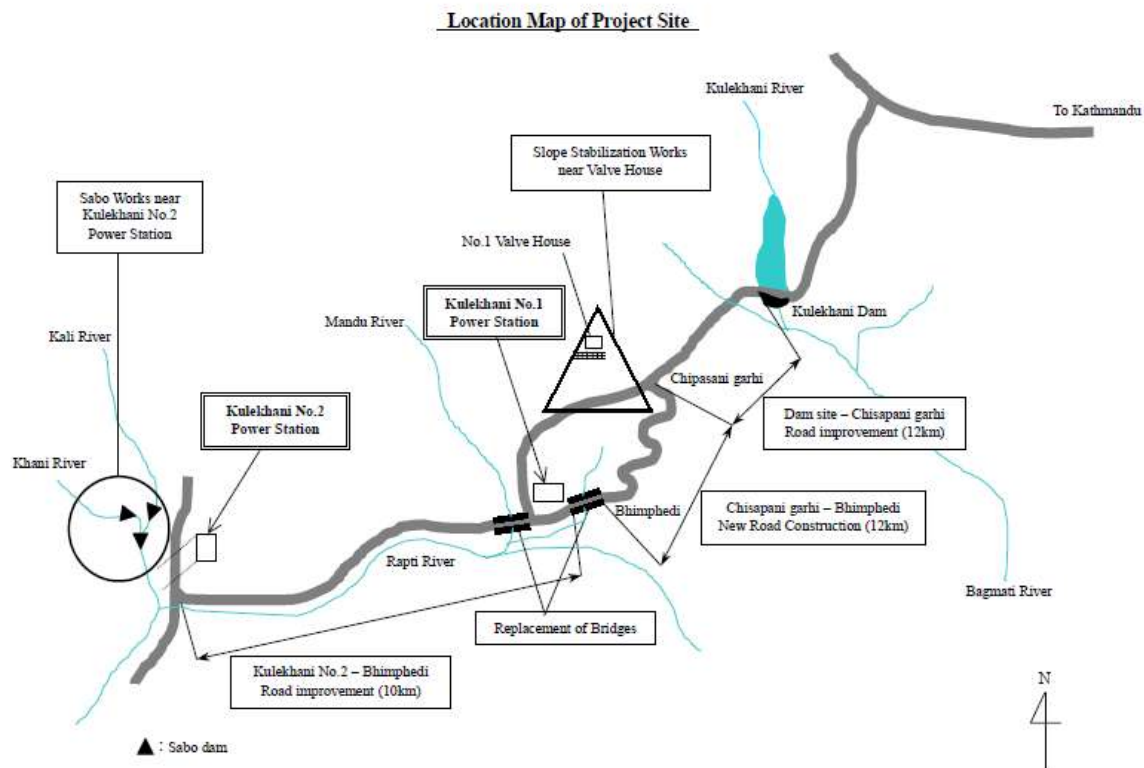 Location Map of Project Site
Kulekhani River
To Kathmandu
Slope Stabilization Works
near Valve House
Sabo Works near
Kulekhani No.2
Power Station
No.1 Valve House
Kulekhani No.1
Power Station
Mandu River
Kali River
Kulekhani Dam
Chipasani garhi
Kulekhani No.2
Power Station
Dam site – Chisapani garhi
Road improvement (12km)
Khani River
Bhimphedi
Chisapani garhi – Bhimphedi
New Road Construction (12km)
Rapti River
Bagmati River
Replacement of Bridges
Kulekhani No.2 – Bhimphedi
Road improvement (10km)
N
▲ : Sabo dam